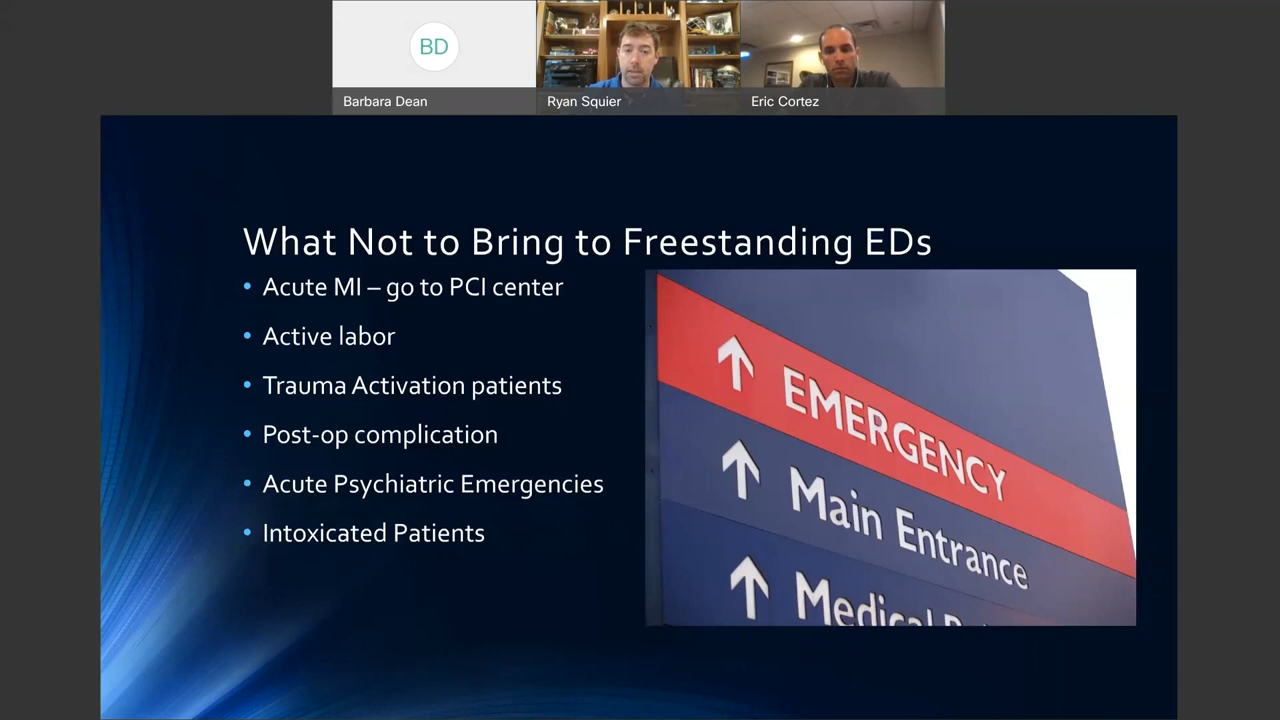 BD
Barbara Dean
Ryan Squier
Eric Cortez
What Not to Bring to Freestanding EDs
• Acute MI – go to PCI center
• Active labor
• Trauma Activation patients
• Post-op complication
• Acute Psychiatric Emergencies
• Intoxicated Patients
EMERGENCY
Main Entrance
Medical